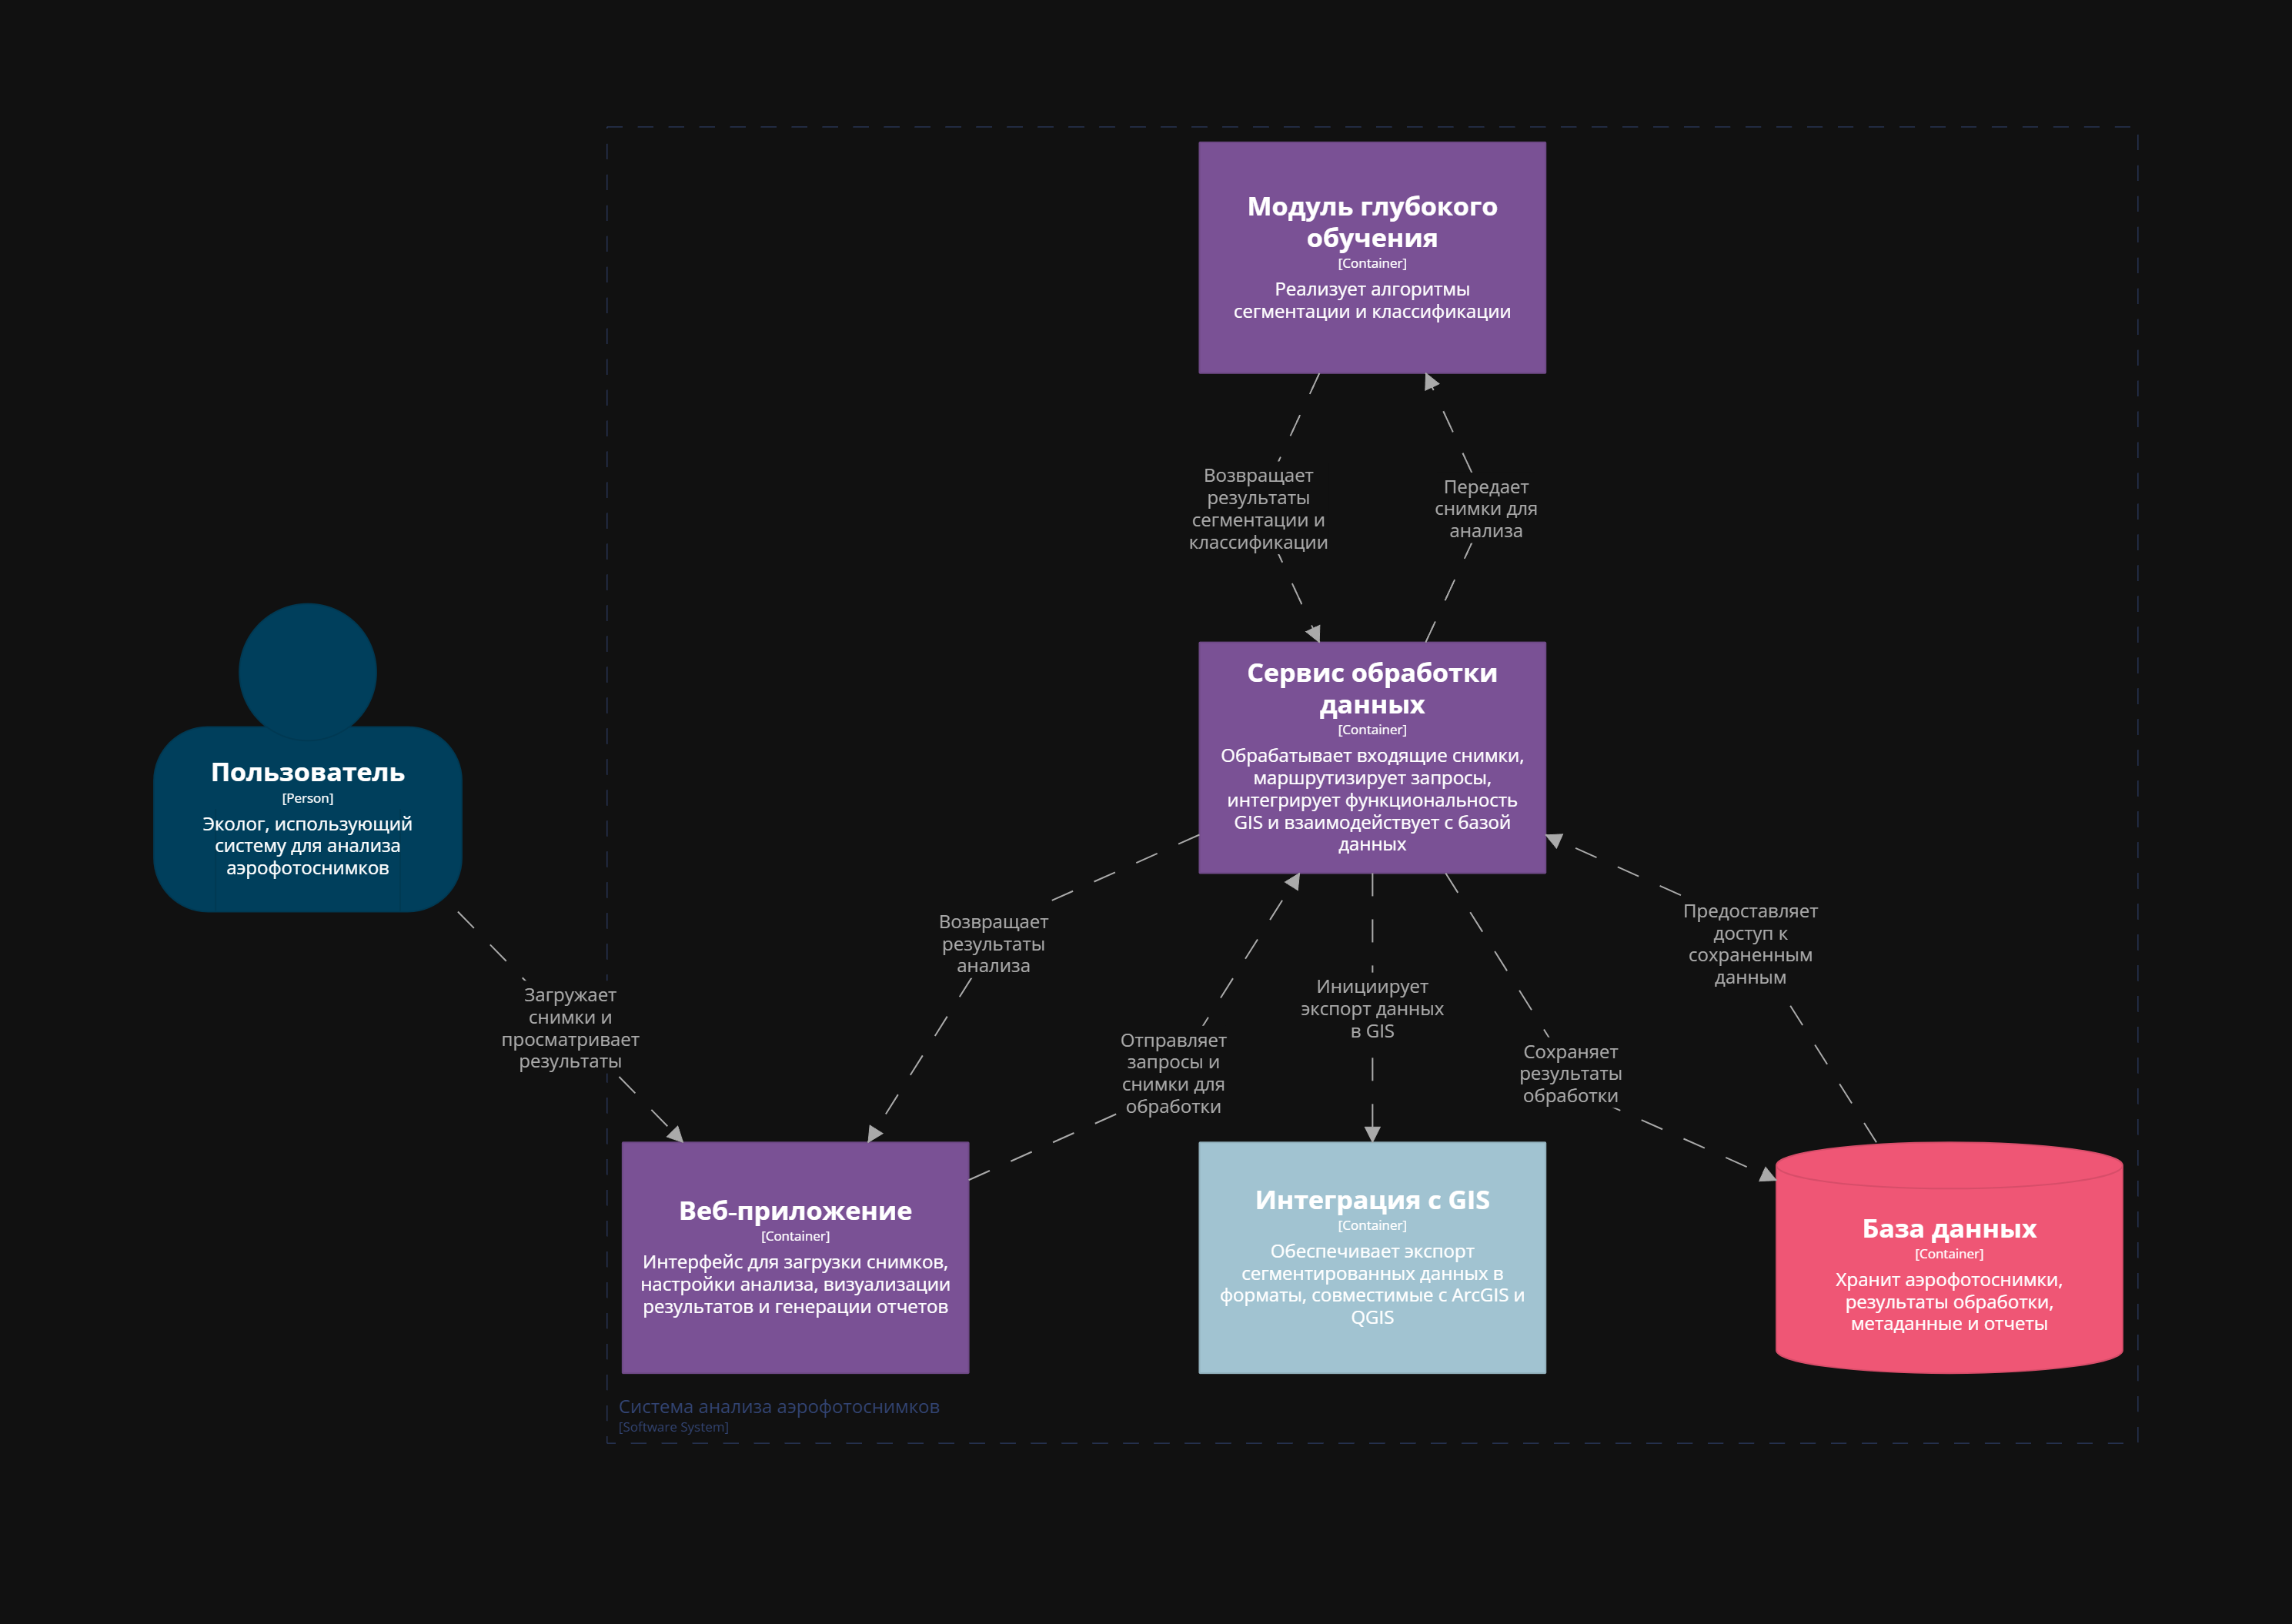 Модуль глубокого
обучения
[Container]
Реализует алгоритмы
сегментации и классификации
Возвращает
результаты
сегментации и
классификации
Передает
снимки для
анализа
Сервис обработки
данных
[Container]
Обрабатывает входящие снимки,
маршрутизирует запросы,
интегрирует функциональность
GIS и взаимодействует с базой
данных
Пользователь
[Person]
Эколог, использующий
систему для анализа
аэрофотоснимков
Загружает
снимки и
просматривает
результаты
Возвращает
результаты
анализа
Отправляет
запросы и
снимки для
обработки
Инициирует
экспорт данных
в GIS
Сохраняет
результаты
обработки
Предоставляет
доступ к
сохраненным
данным
Веб-приложение
[Container]
Интерфейс для загрузки снимков,
настройки анализа, визуализации
результатов и генерации отчетов
Интеграция с GIS
[Container]
Обеспечивает экспорт
сегментированных данных в
форматы, совместимые с ArcGIS и
QGIS
База данных
[Container]
Хранит аэрофотоснимки,
результаты обработки,
метаданные и отчеты
Система анализа аэрофотоснимков
[Software System]